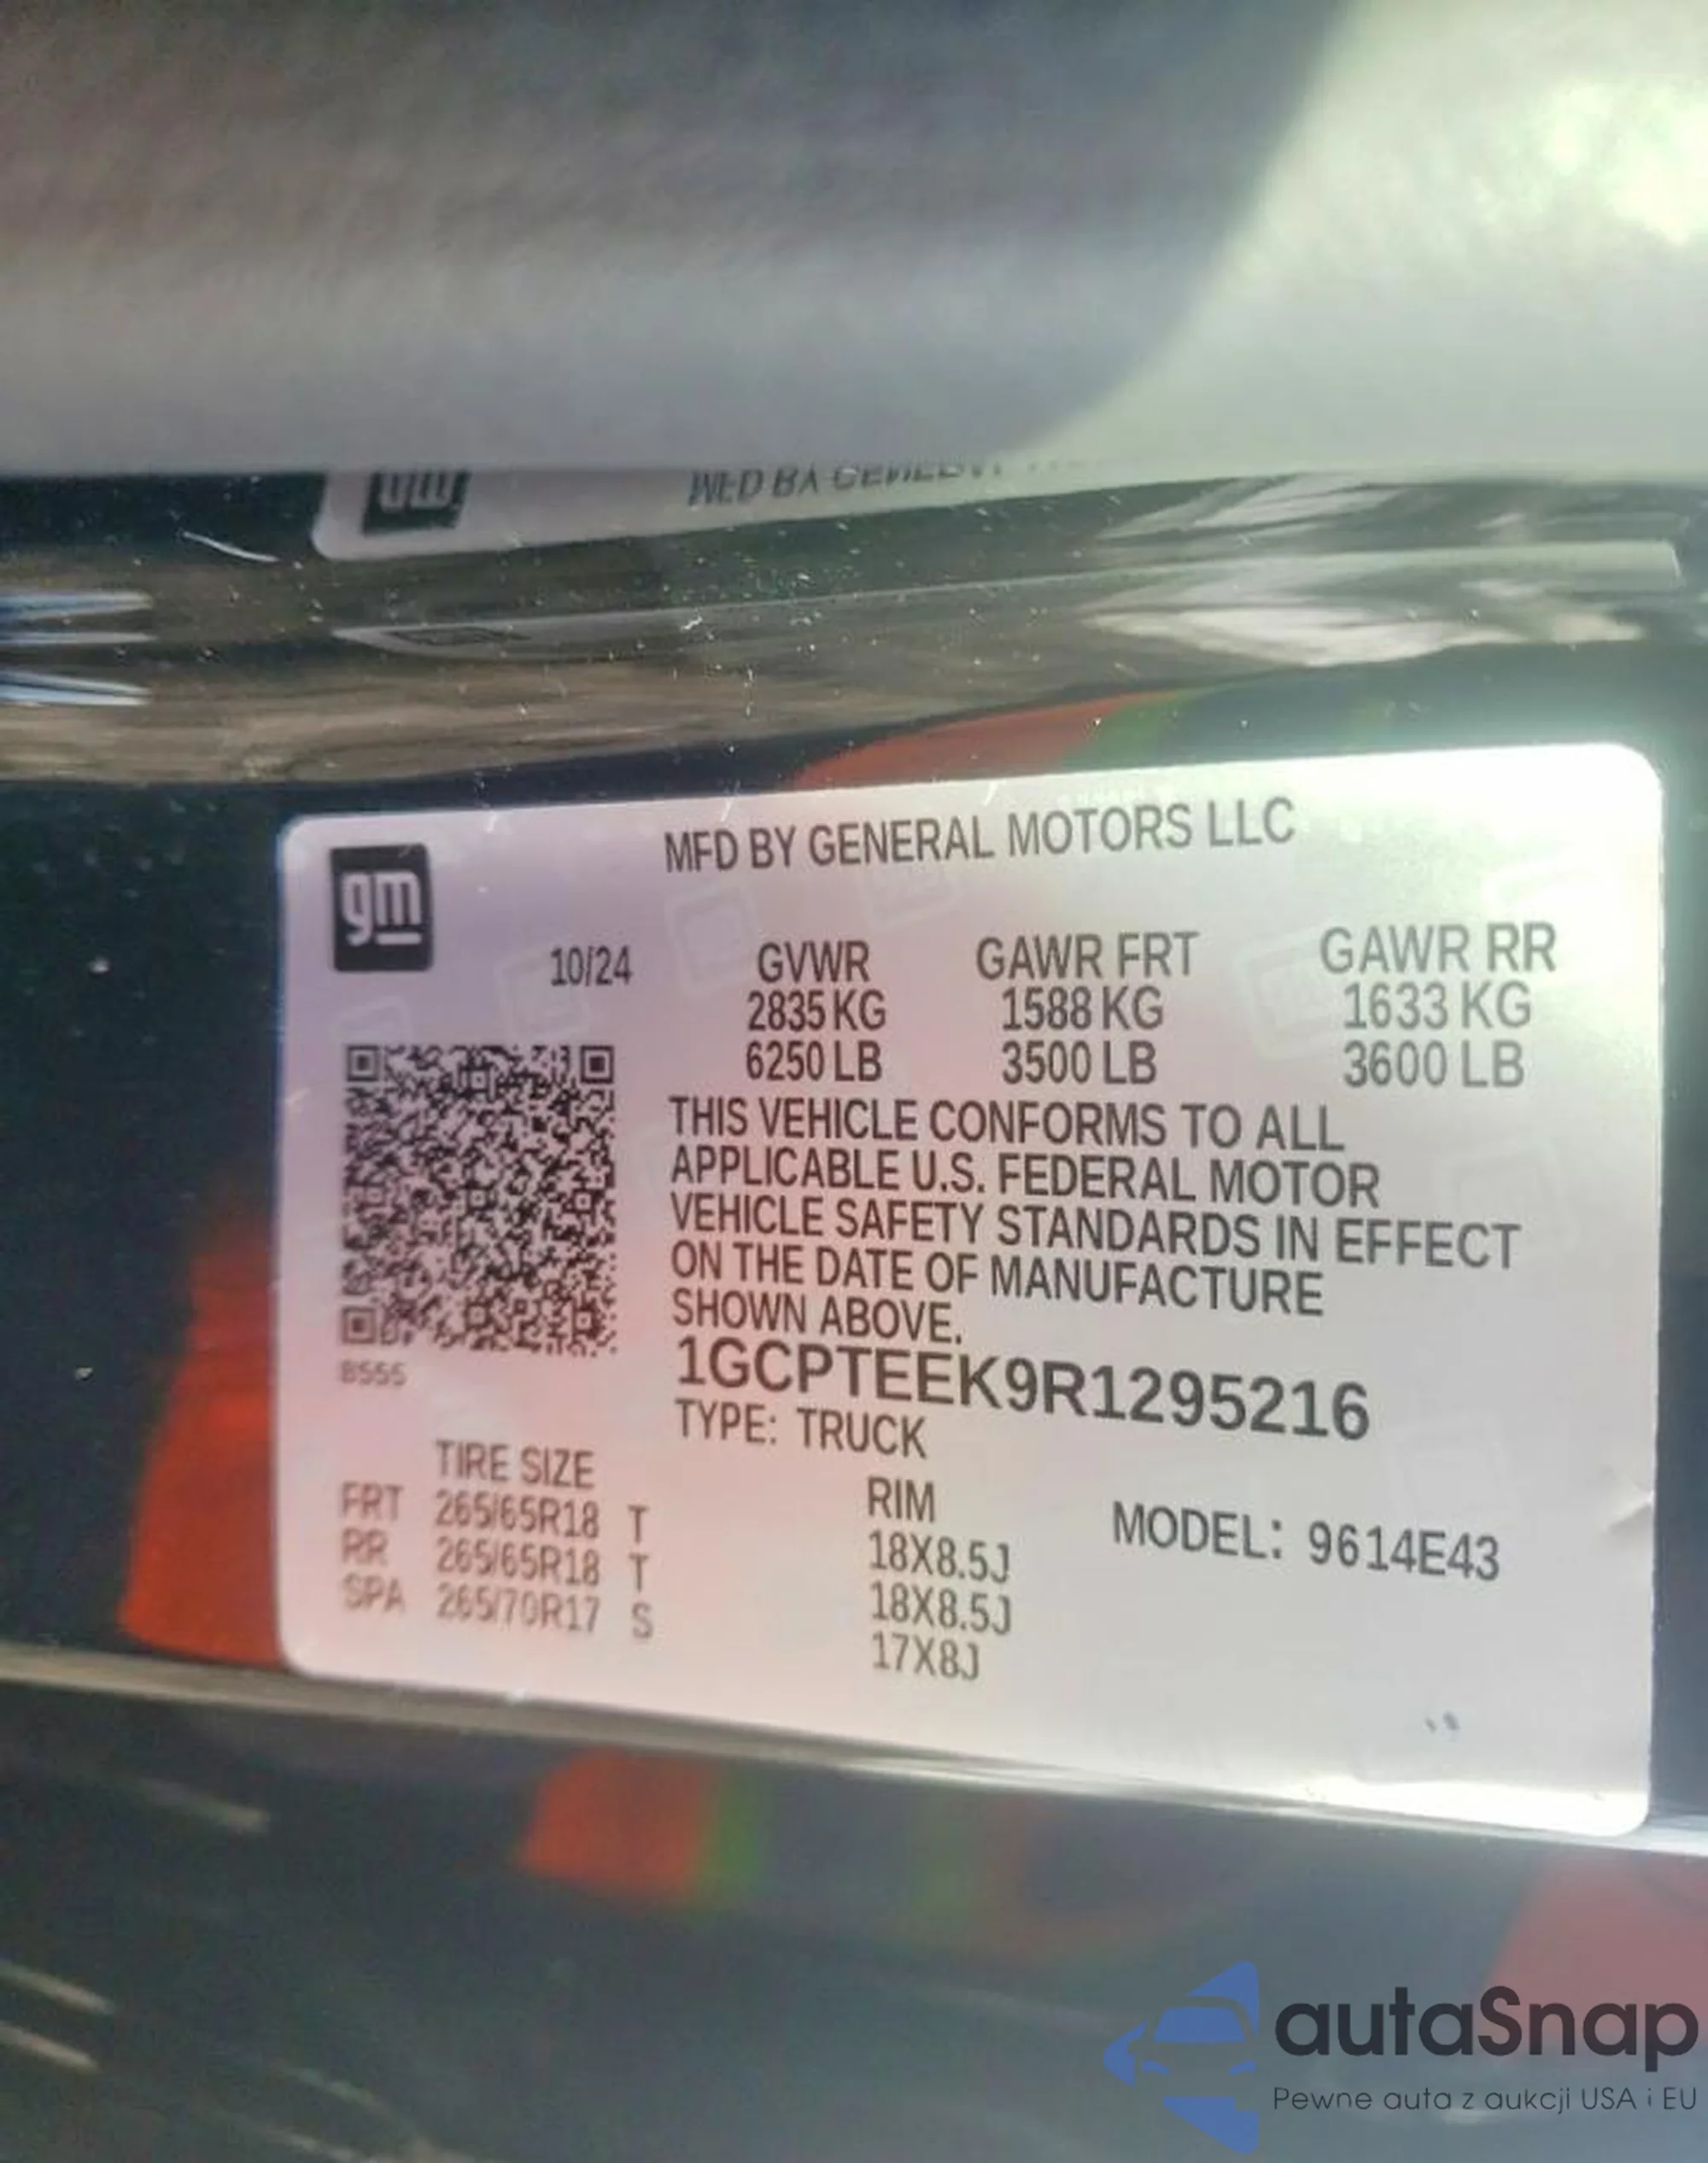 MFD BY GENERAL MOTORS LLC
gm
10/24 GVWR GAWR FRT GAWR RR
2835 KG 1588 KG 1633 KG
6250 LB 3500 LB 3600 LB
THIS VEHICLE CONFORMS TO ALL
APPLICABLE U.S. FEDERAL MOTOR
VEHICLE SAFETY STANDARDS IN EFFECT
ON THE DATE OF MANUFACTURE
SHOWN ABOVE.
1GCPTEEK9R1295216
TYPE: TRUCK
TIRE SIZE RIM
FRT 265/65R18 T 18X8.5J
RR 265/65R18 T 18X8.5J
SPA 265/70R17 S 17X8J
MODEL: 9614E43
autaSnap
Pewne auta z aukcji USA i EU